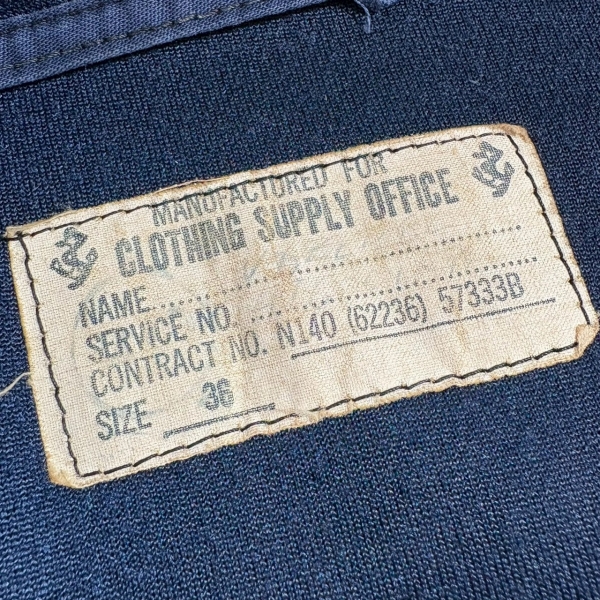 MANUFACTURED FOR
CLOTHING SUPPLY OFFICE
NAME....................................
SERVICE NO. ..............................
CONTRACT NO. N140 (62236) 57333B
SIZE 36